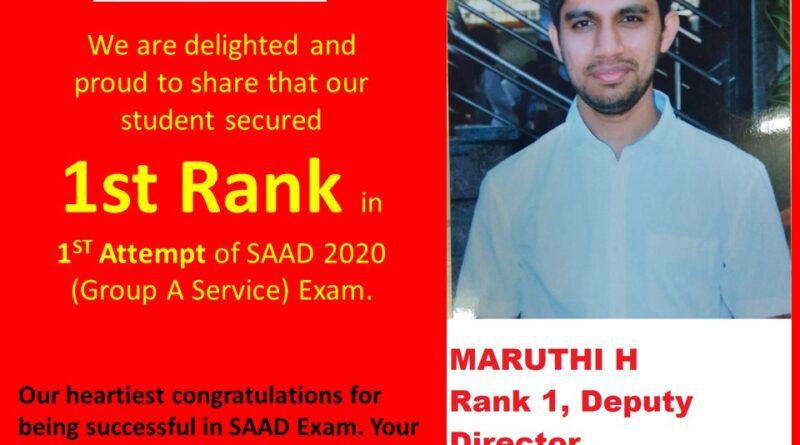 We are delighted and
proud to share that our
student secured
1st Rank in
1ST Attempt of SAAD 2020
(Group A Service) Exam.
Our heartiest congratulations for
being successful in SAAD Exam. Your
MARUTHI H
Rank 1, Deputy
Director